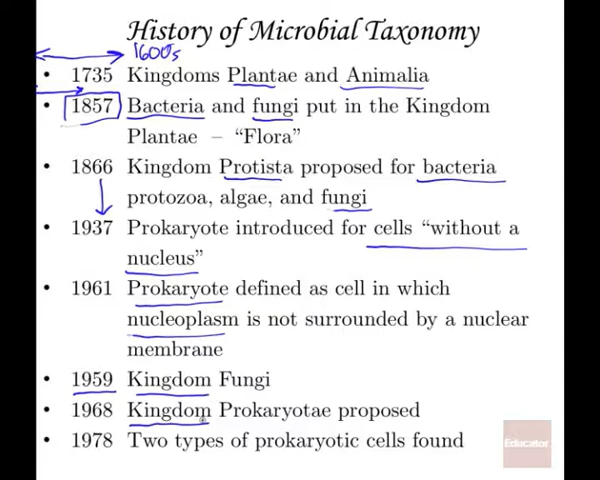 History of Microbial Taxonomy
1600s
• 1735 Kingdoms Plantae and Animalia
• 1857 Bacteria and fungi put in the Kingdom
Plantae – “Flora”
• 1866 Kingdom Protista proposed for bacteria
protozoa, algae, and fungi
• 1937 Prokaryote introduced for cells “without a
nucleus”
• 1961 Prokaryote defined as cell in which
nucleoplasm is not surrounded by a nuclear
membrane
• 1959 Kingdom Fungi
• 1968 Kingdom Prokaryotae proposed
• 1978 Two types of prokaryotic cells found
Educator